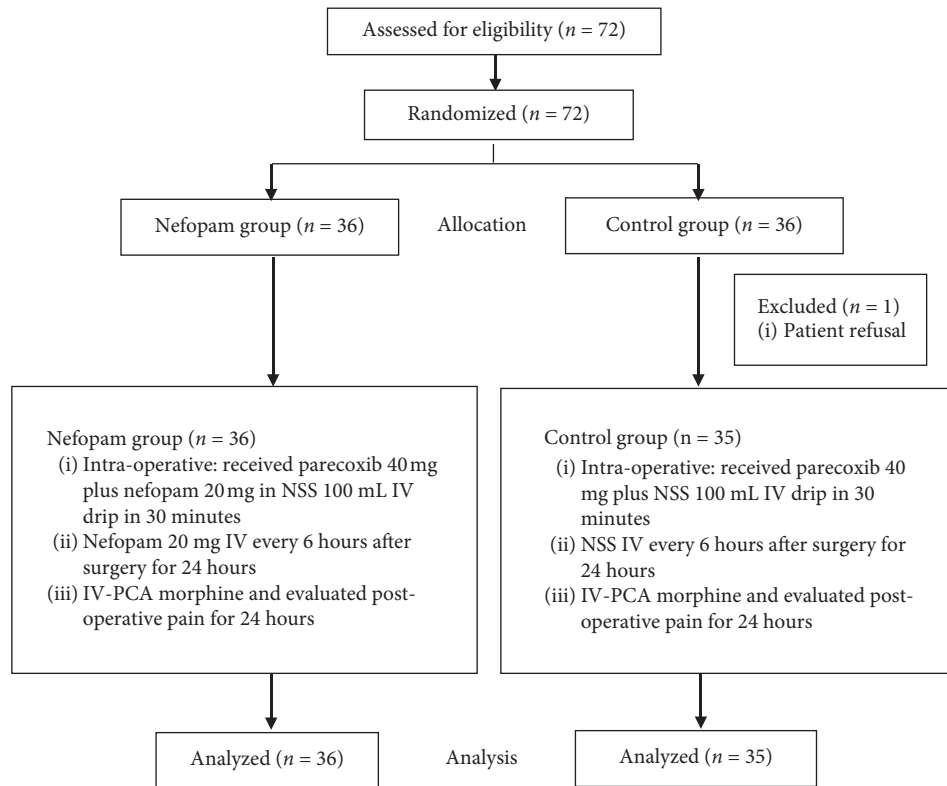 Assessed for eligibility (n = 72)
Randomized (n = 72)
Nefopam group (n = 36)
Allocation
Control group (n = 36)
Excluded (n = 1)
(i) Patient refusal
Nefopam group (n = 36)
(i) Intra-operative: received parecoxib 40 mg
plus nefopam 20 mg in NSS 100 mL IV
drip in 30 minutes
(ii) Nefopam 20 mg IV every 6 hours after
surgery for 24 hours
(iii) IV-PCA morphine and evaluated post-
operative pain for 24 hours
Control group (n = 35)
(i) Intra-operative: received parecoxib 40
mg plus NSS 100 mL IV drip in 30
minutes
(ii) NSS IV every 6 hours after surgery for
24 hours
(iii) IV-PCA morphine and evaluated post-
operative pain for 24 hours
Analyzed (n = 36)
Analysis
Analyzed (n = 35)